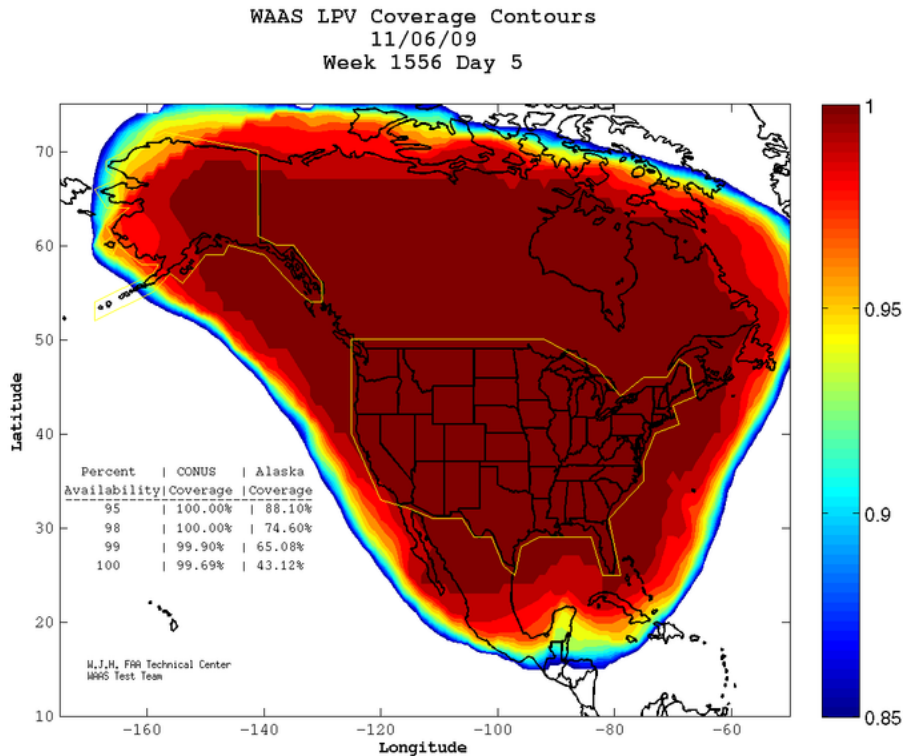 WAAS LPV Coverage Contours
11/06/09
Week 1556 Day 5
70
60
50
40
30
20
10
Latitude
-160
-140
-120
-100
-80
-60
Longitude
1
0.95
0.9
0.85
Percent | CONUS | Alaska
Availability|Coverage |Coverage
95 | 100.00% | 88.10%
98 | 100.00% | 74.60%
99 | 99.90% | 65.08%
100 | 99.69% | 43.12%
W.J.H. FAA Technical Center
WAAS Test Team